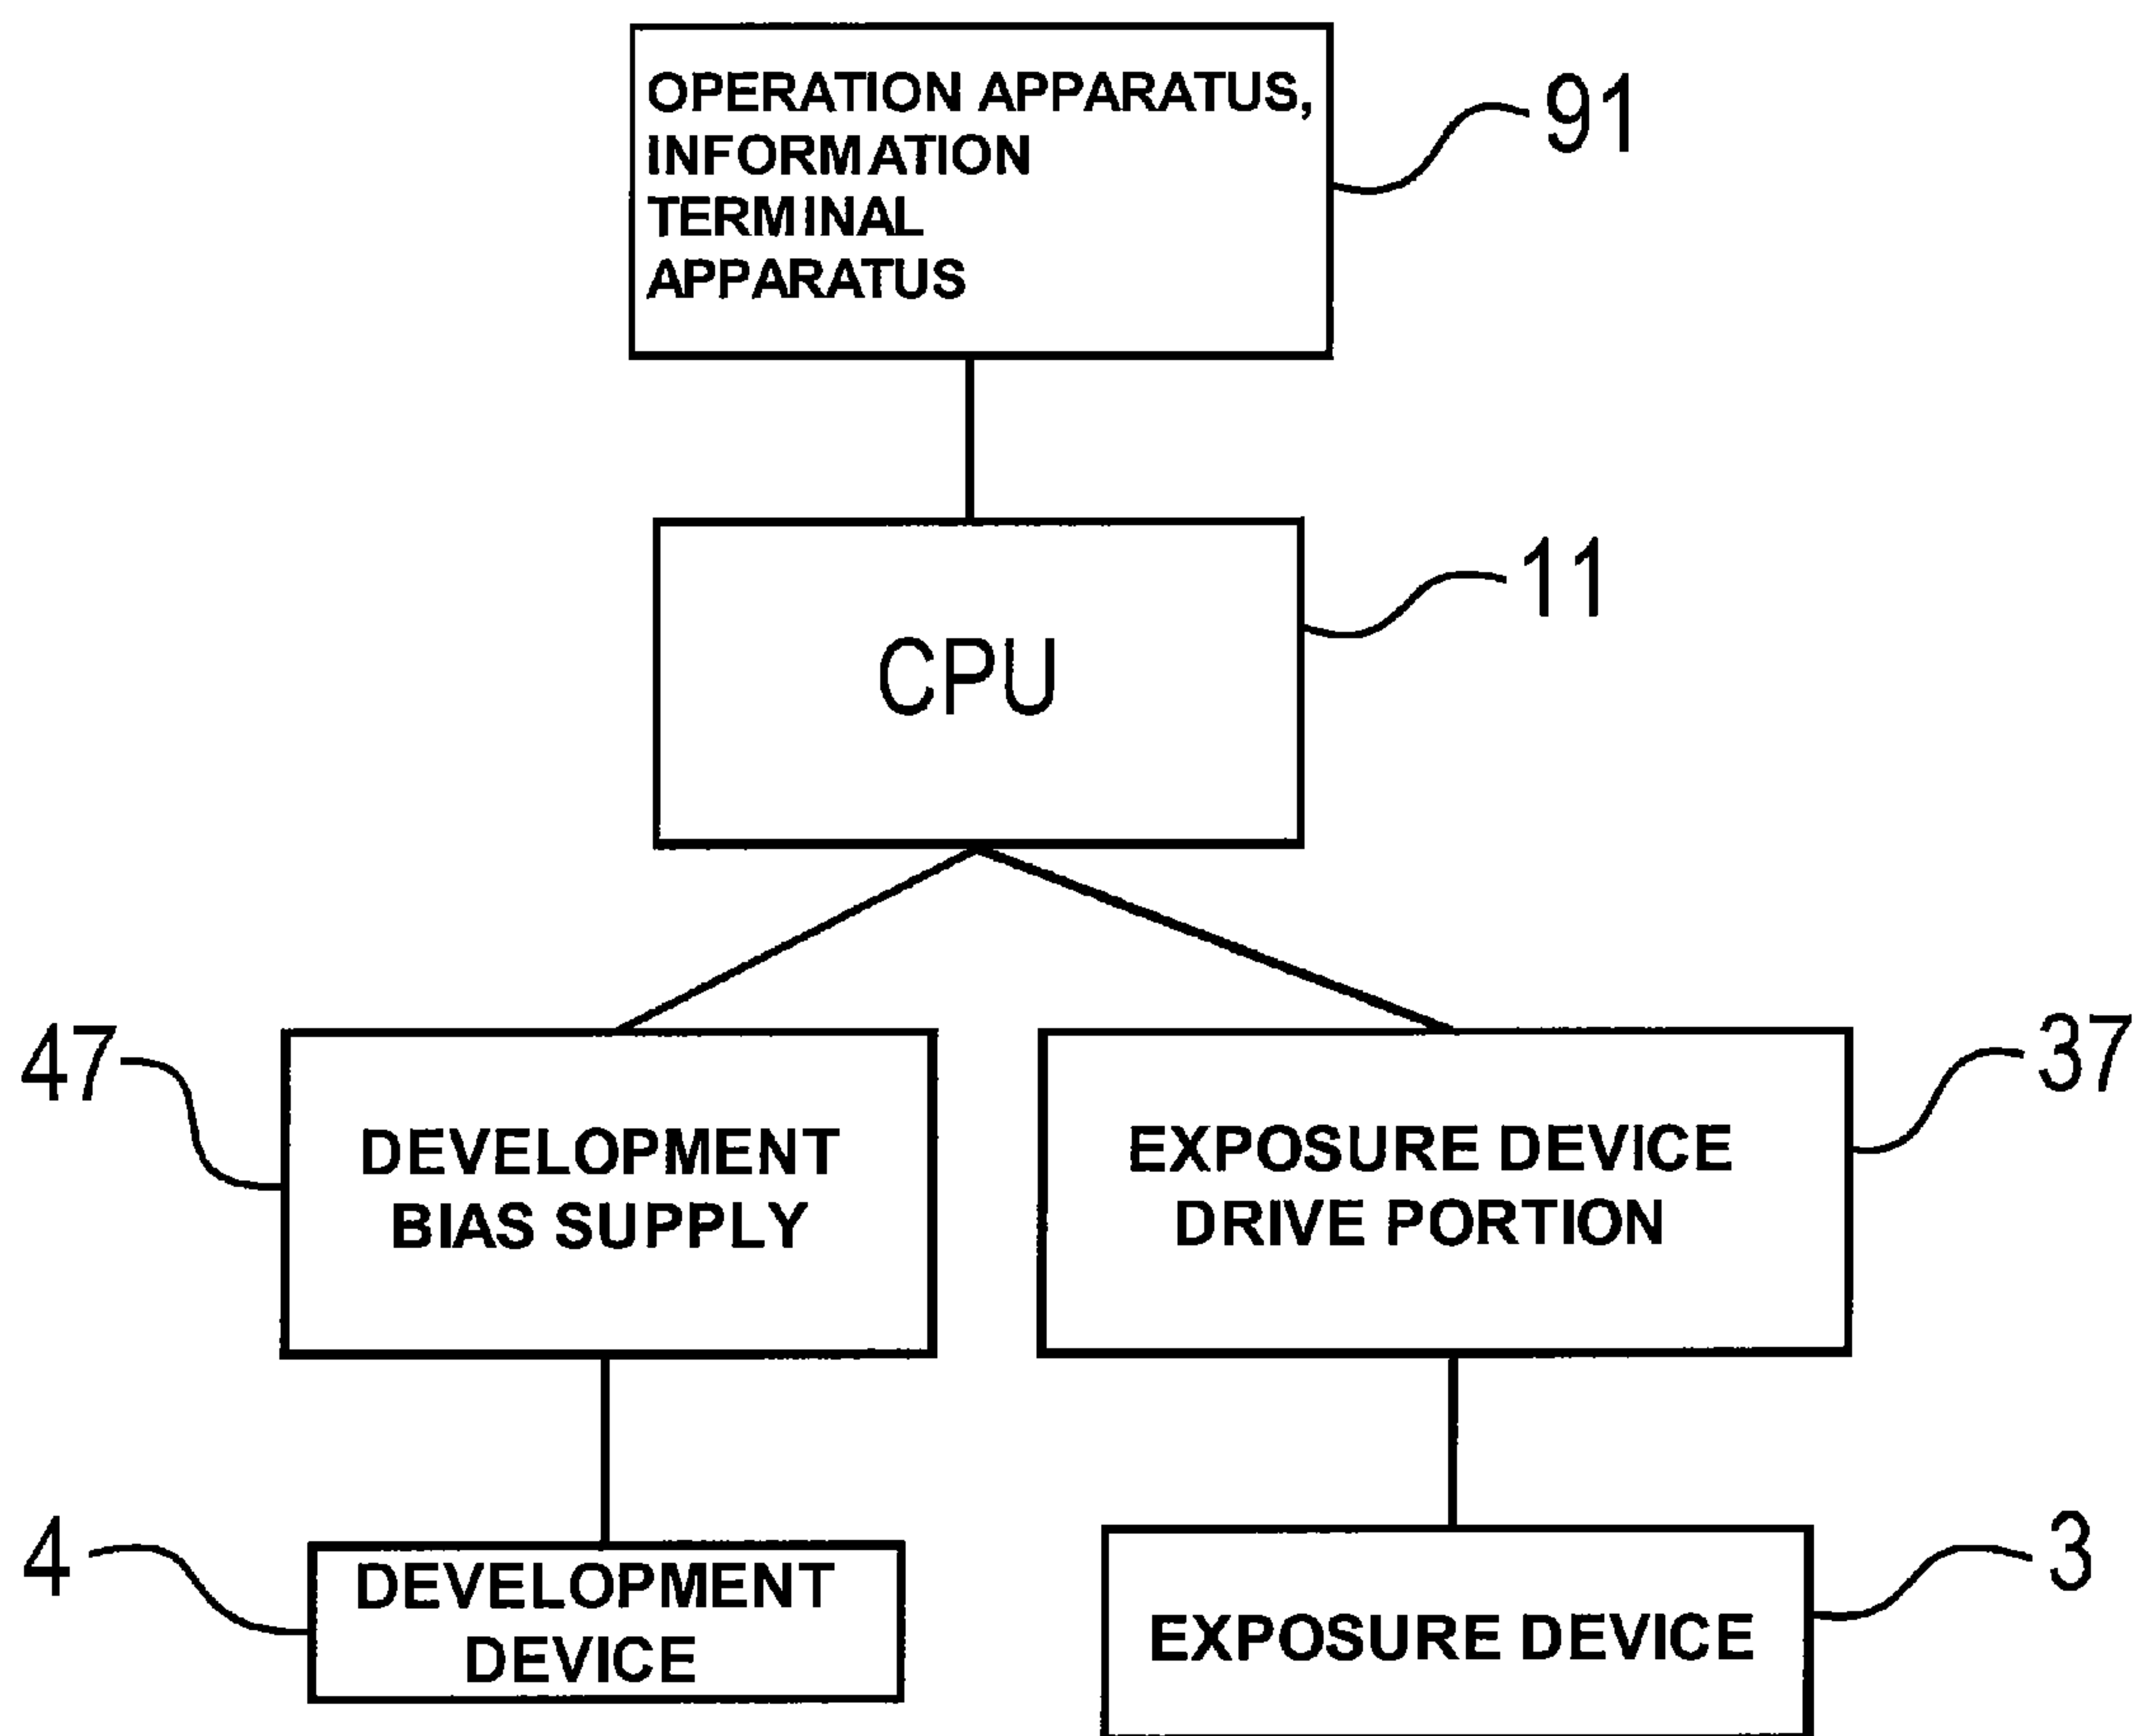 OPERATION APPARATUS,
INFORMATION
TERMINAL
APPARATUS
91
CPU
11
47
DEVELOPMENT
BIAS SUPPLY
EXPOSURE DEVICE
DRIVE PORTION
37
4
DEVELOPMENT
DEVICE
EXPOSURE DEVICE
3